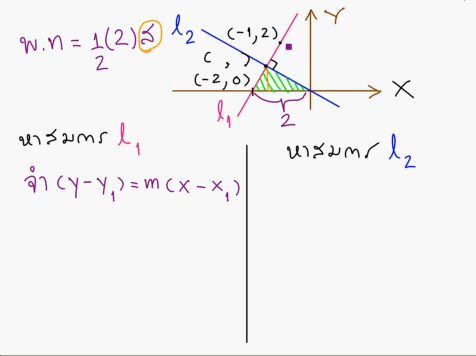 พ.ท = 1/2 (2) ส
l₂
(-1, 2)
Y
( , )
(-2, 0)
X
l₁
2
หาสมการ l₁
จำ (y - y₁) = m(x - x₁)
หาสมการ l₂